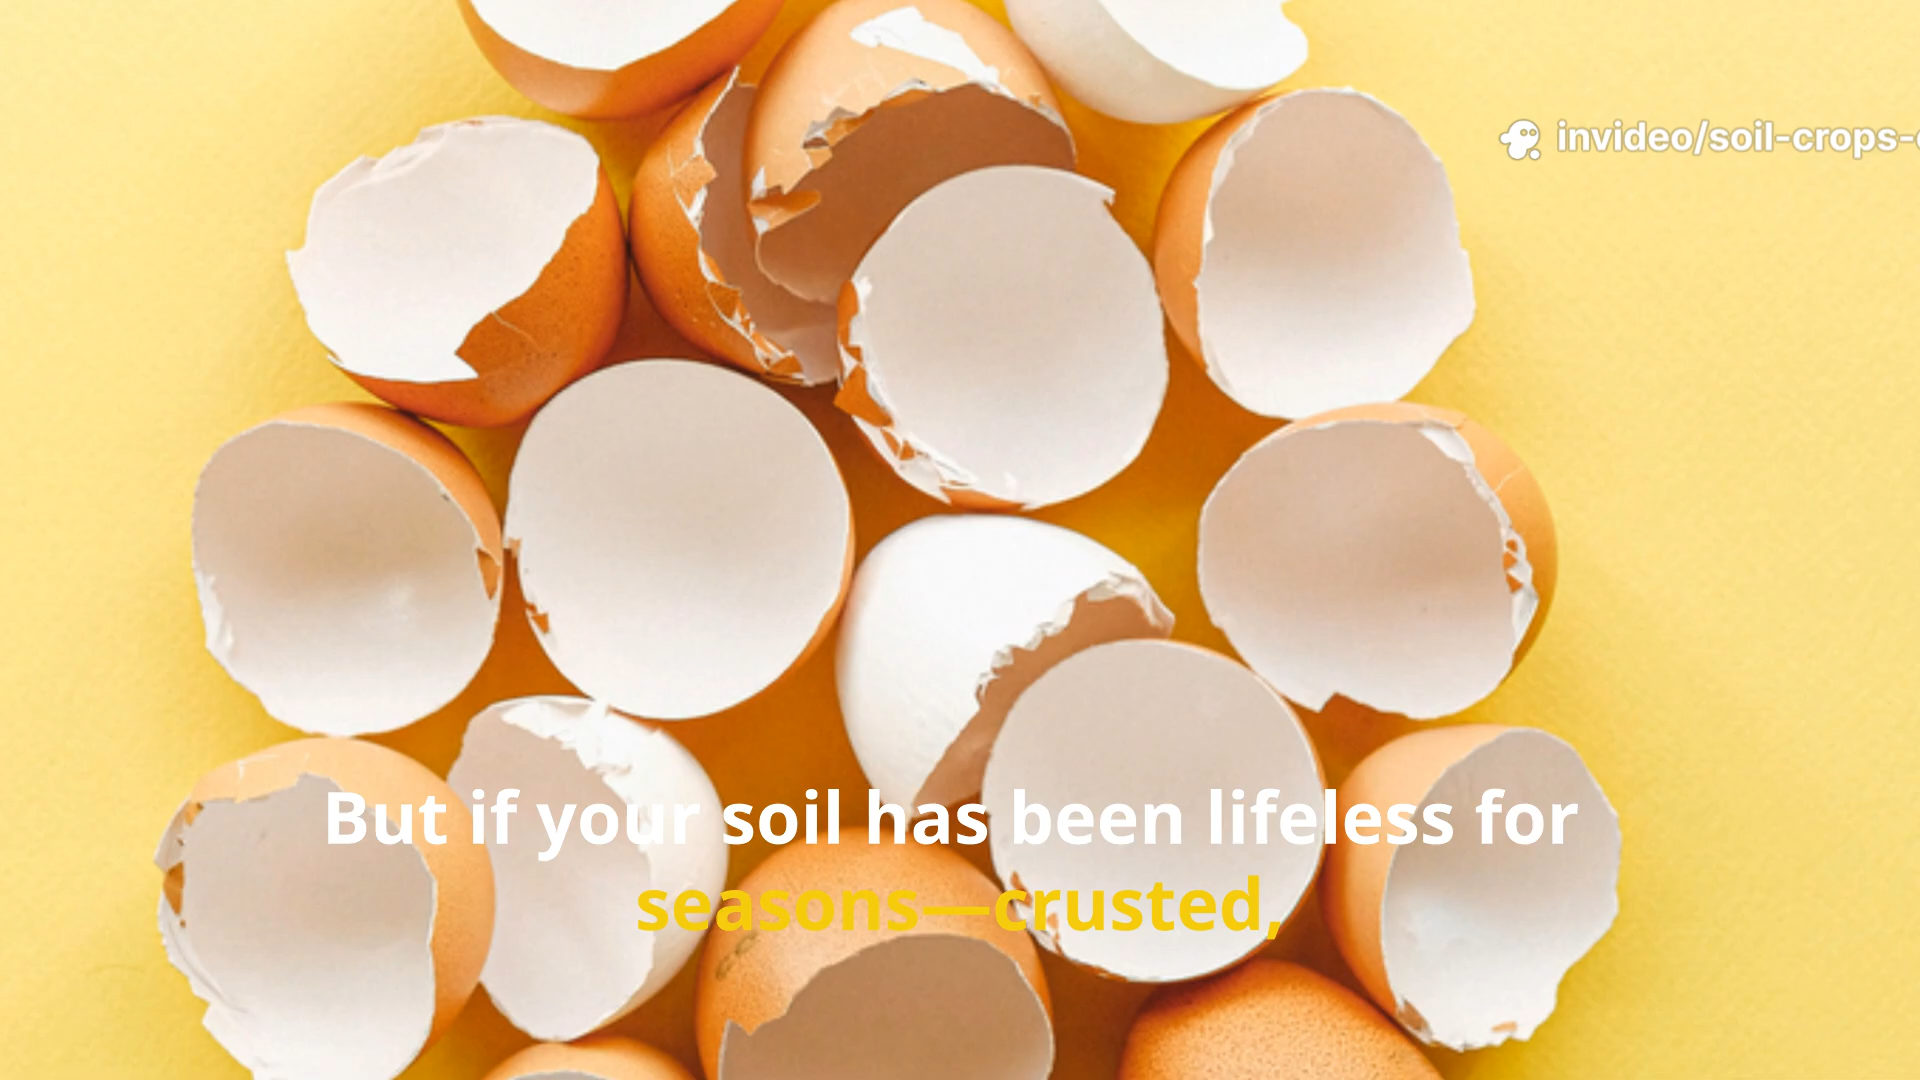 invideo/soil-crops-
But if your soil has been lifeless for
seasons—crusted,